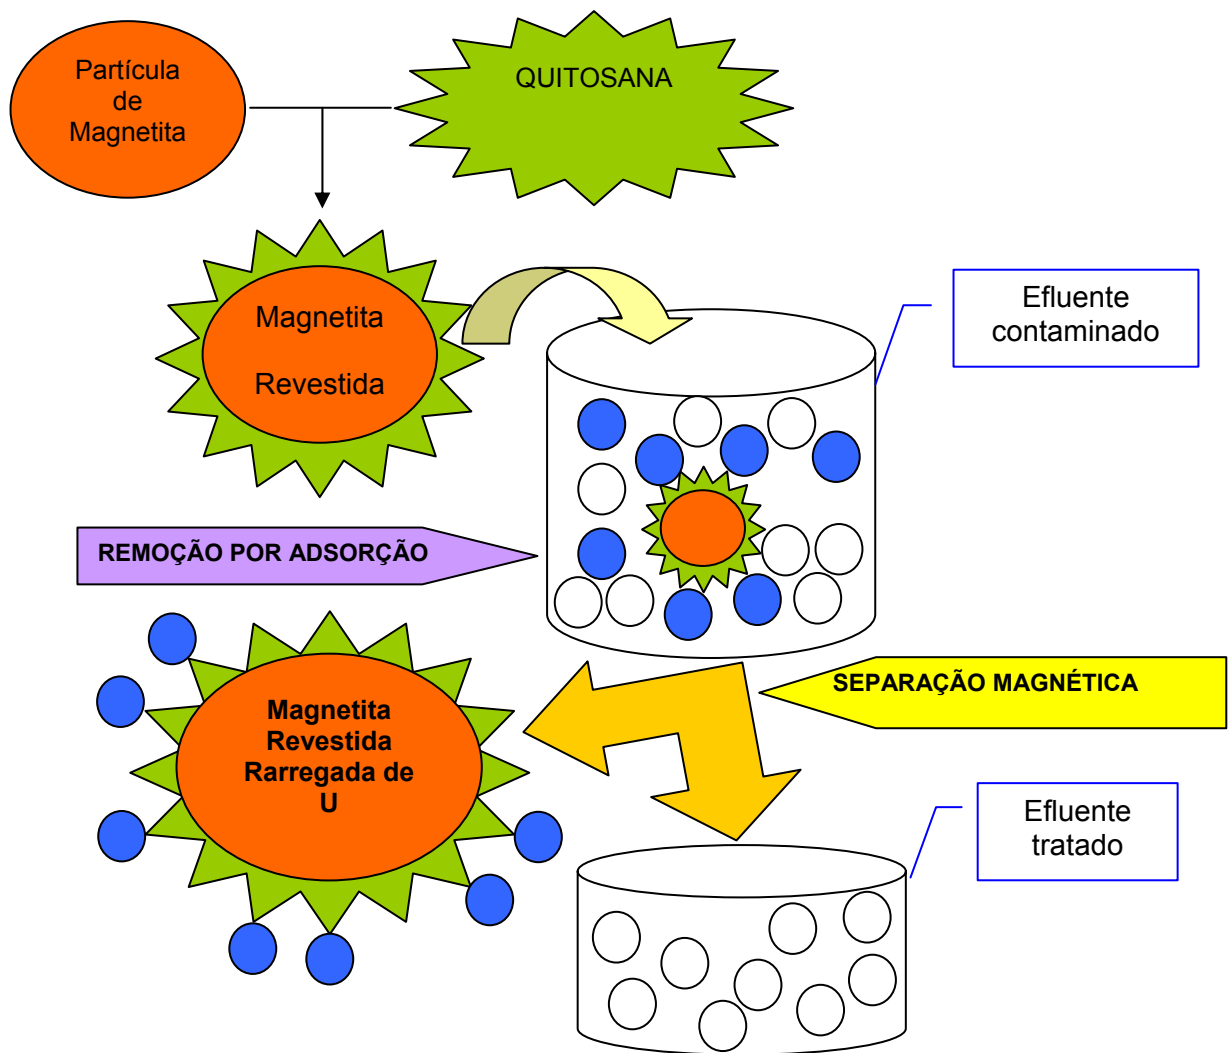 Partícula
de
Magnetita
QUITOSANA
Magnetita
Revestida
Efluente
contaminado
REMOÇÃO POR ADSORÇÃO
SEPARAÇÃO MAGNÉTICA
Magnetita
Revestida
Rarregada de
U
Efluente
tratado